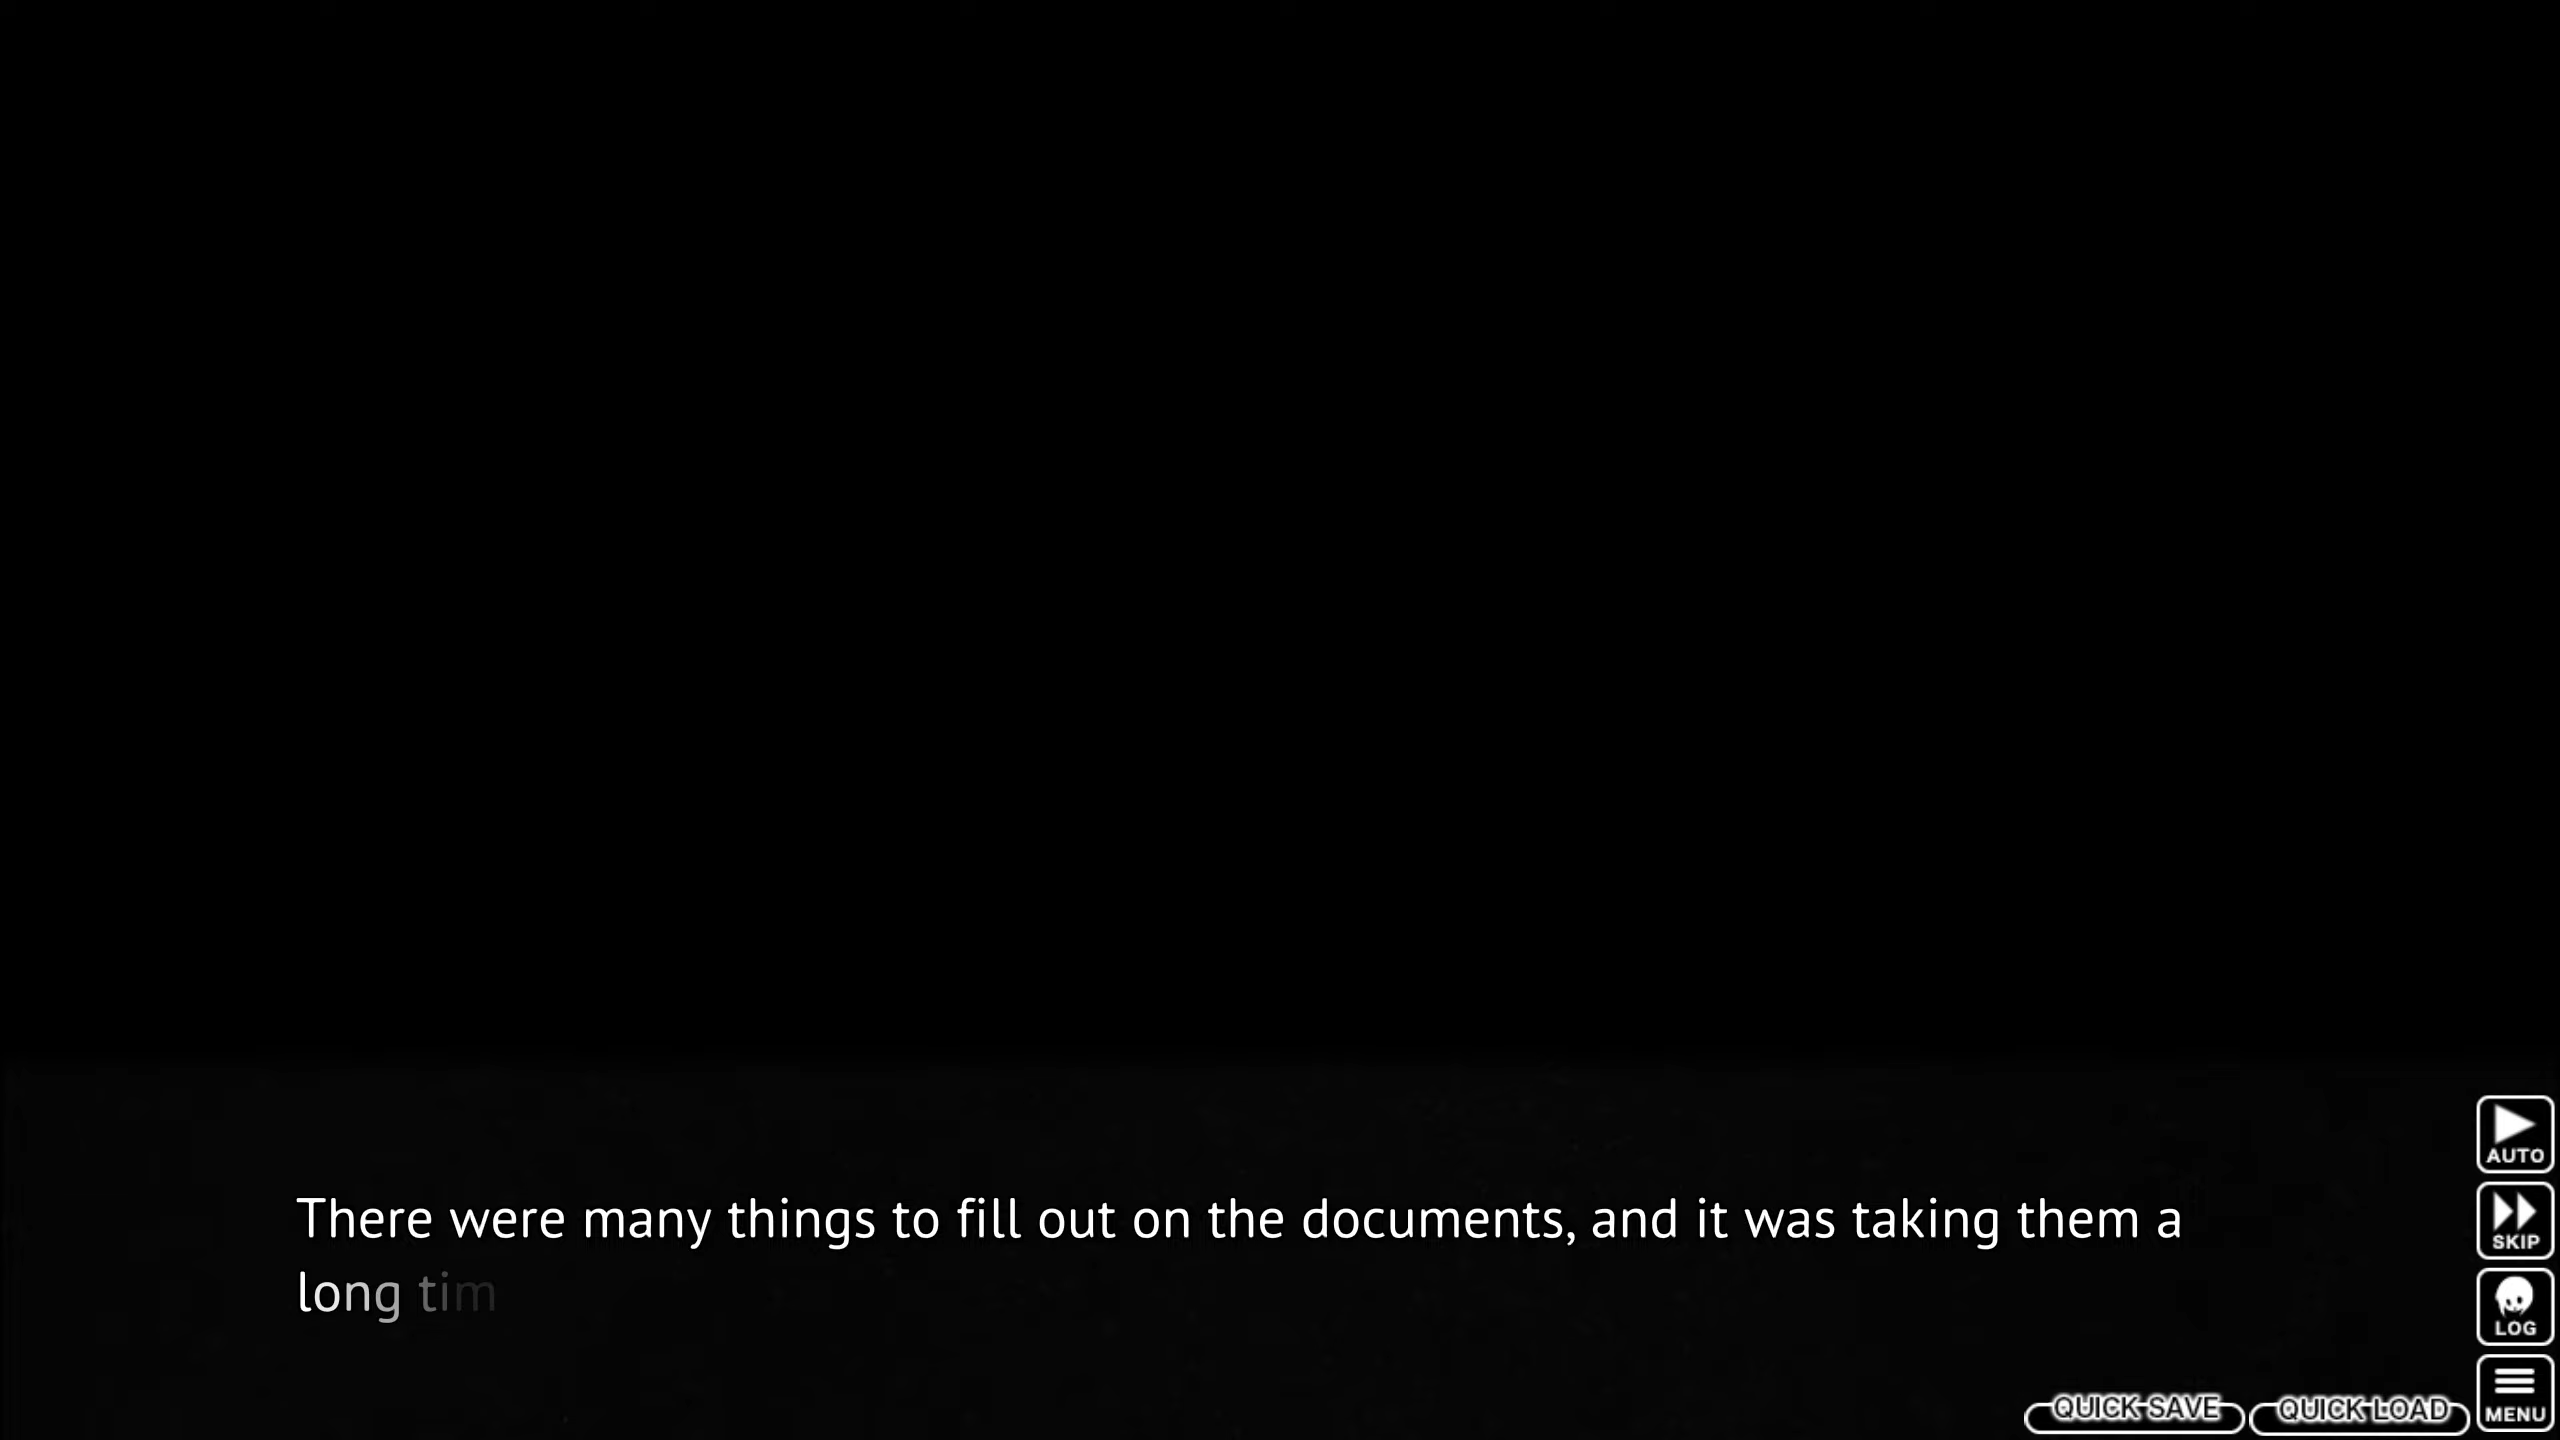 There were many things to fill out on the documents, and it was taking them a
long tim
AUTO
SKIP
LOG
MENU
QUICK SAVE
QUICK LOAD